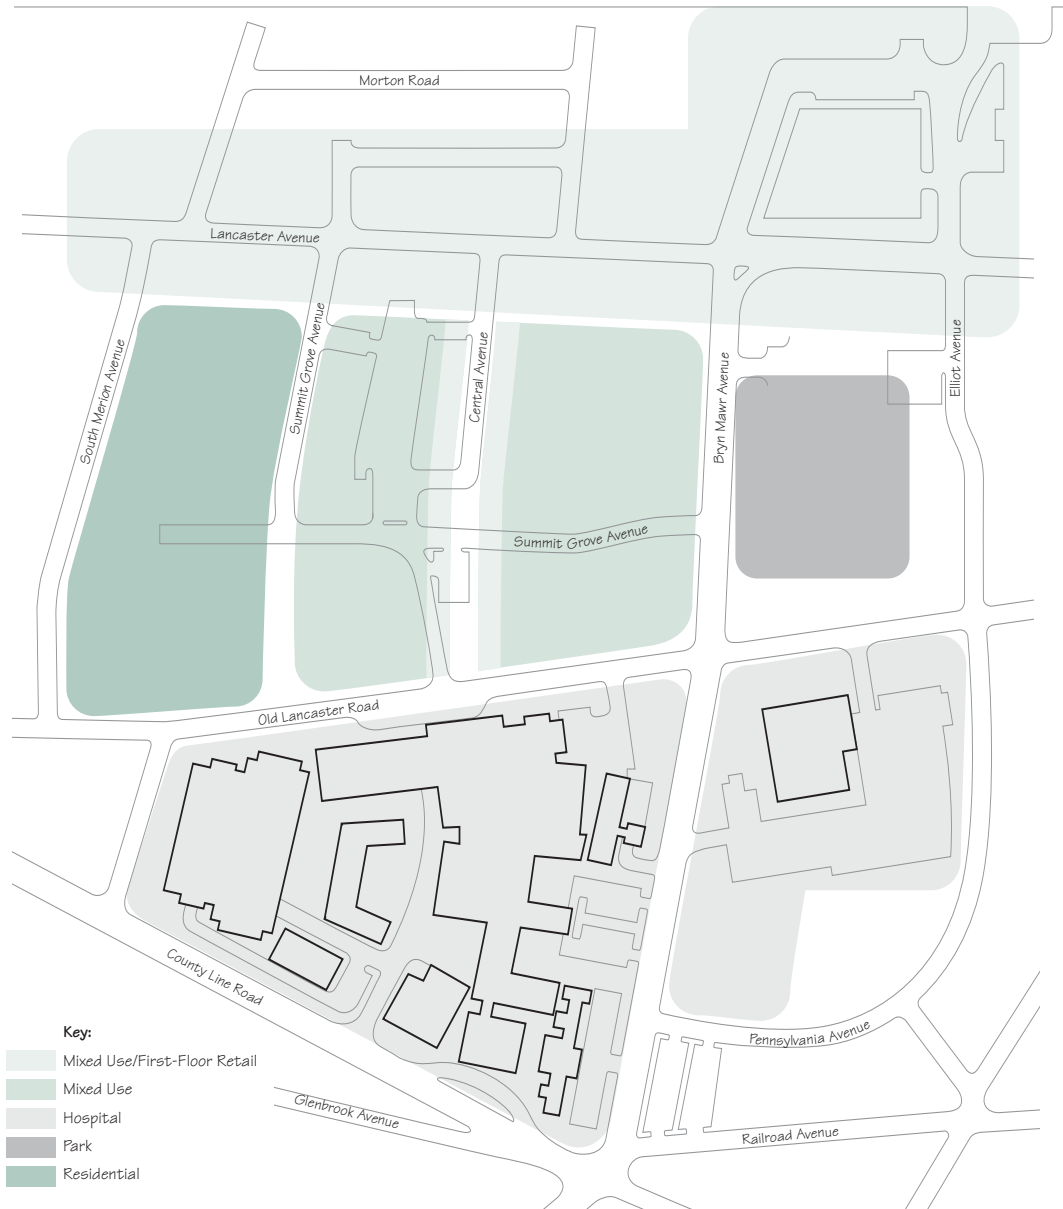 Morton Road
Lancaster Avenue
South Merion Avenue
Summit Grove Avenue
Central Avenue
Bryn Mawr Avenue
Elliot Avenue
Summit Grove Avenue
Old Lancaster Road
County Line Road
Pennsylvania Avenue
Glenbrook Avenue
Railroad Avenue
Key:
Mixed Use/First-Floor Retail
Mixed Use
Hospital
Park
Residential